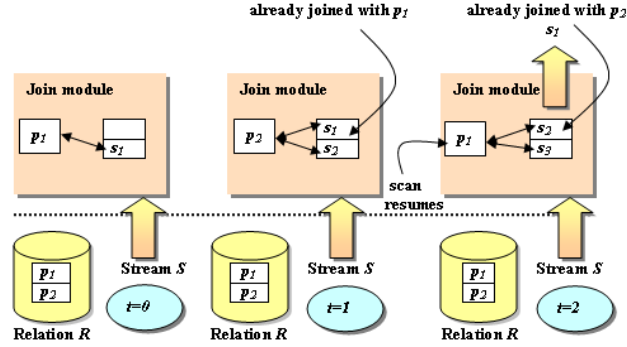 already joined with p1
already joined with p2
s1
Join module
p1
s1
Join module
p2
s1
s2
Join module
p1
s2
s3
scan
resumes
p1
p2
Stream S
t=0
Relation R
p1
p2
Stream S
t=1
Relation R
p1
p2
Stream S
t=2
Relation R